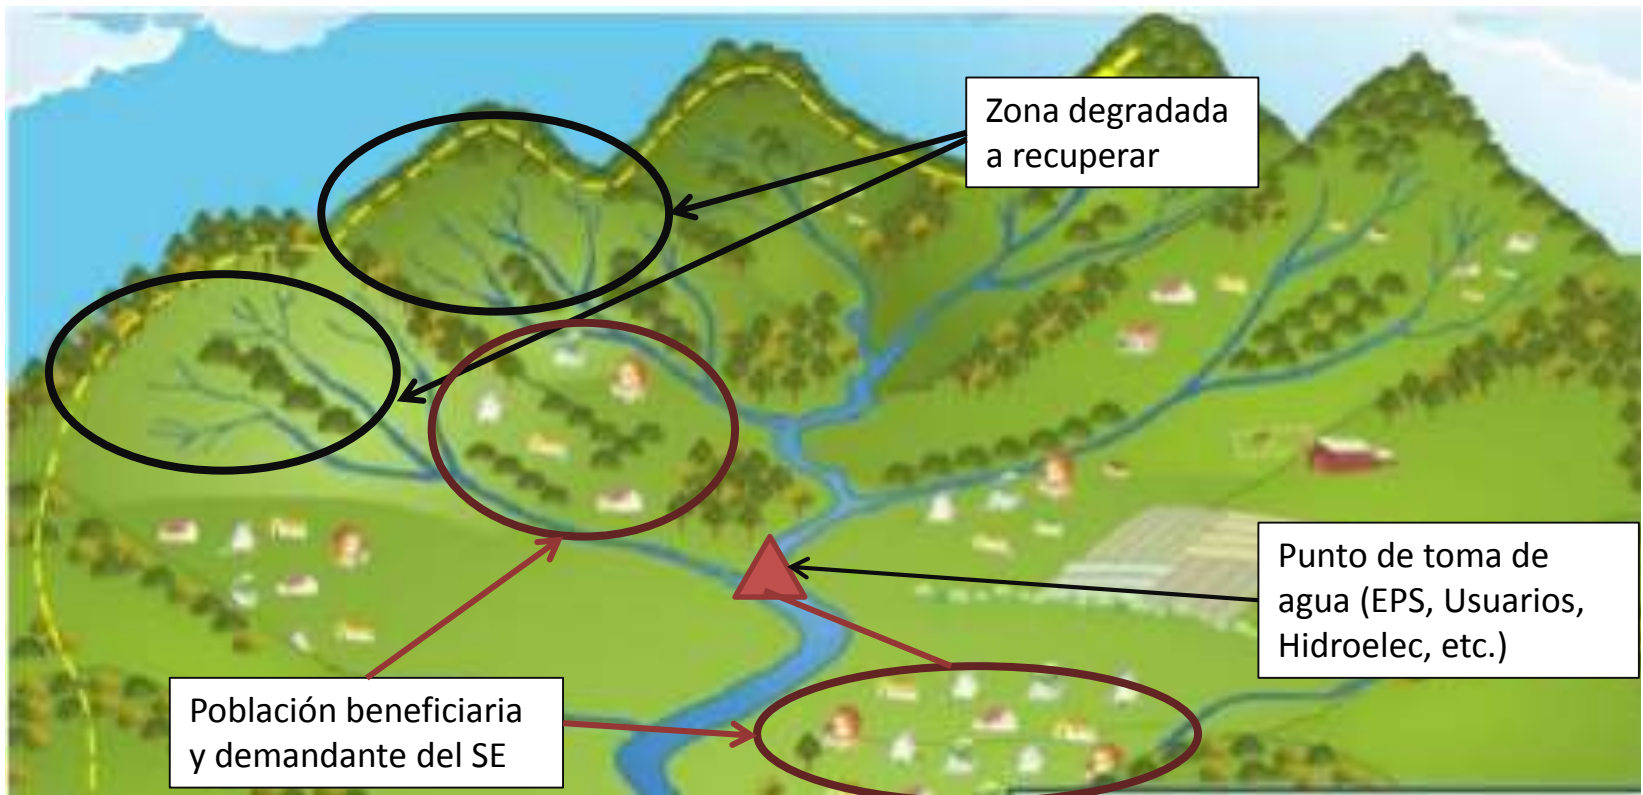 Zona degradada
a recuperar
Punto de toma de
agua (EPS, Usuarios,
Hidroelec, etc.)
Población beneficiaria
y demandante del SE